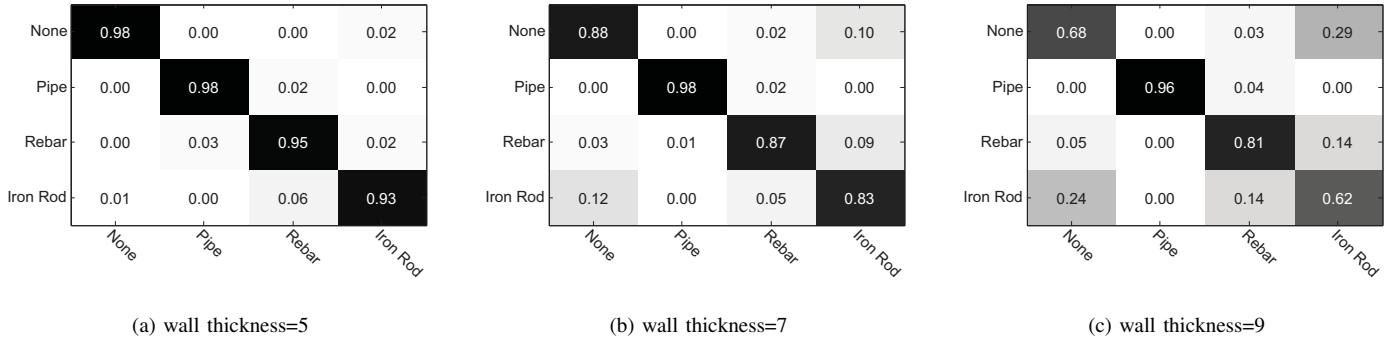 None 0.98 0.00 0.00 0.02
Pipe 0.00 0.98 0.02 0.00
Rebar 0.00 0.03 0.95 0.02
Iron Rod 0.01 0.00 0.06 0.93
None Pipe Rebar Iron Rod
(a) wall thickness=5
None 0.88 0.00 0.02 0.10
Pipe 0.00 0.98 0.02 0.00
Rebar 0.03 0.01 0.87 0.09
Iron Rod 0.12 0.00 0.05 0.83
None Pipe Rebar Iron Rod
(b) wall thickness=7
None 0.68 0.00 0.03 0.29
Pipe 0.00 0.96 0.04 0.00
Rebar 0.05 0.00 0.81 0.14
Iron Rod 0.24 0.00 0.14 0.62
None Pipe Rebar Iron Rod
(c) wall thickness=9